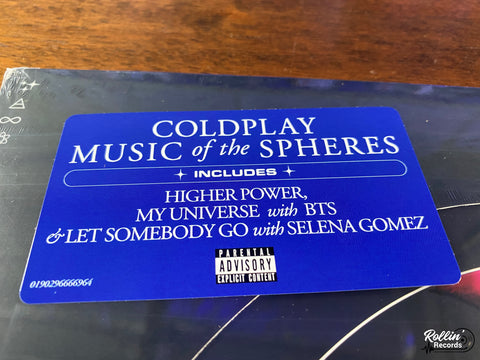 COLDPLAY
MUSIC of the SPHERES
INCLUDES
HIGHER POWER,
MY UNIVERSE with BTS
& LET SOMEBODY GO with SELENA GOMEZ
PARENTAL
ADVISORY
EXPLICIT CONTENT
0190296666964
Rollin'
Records